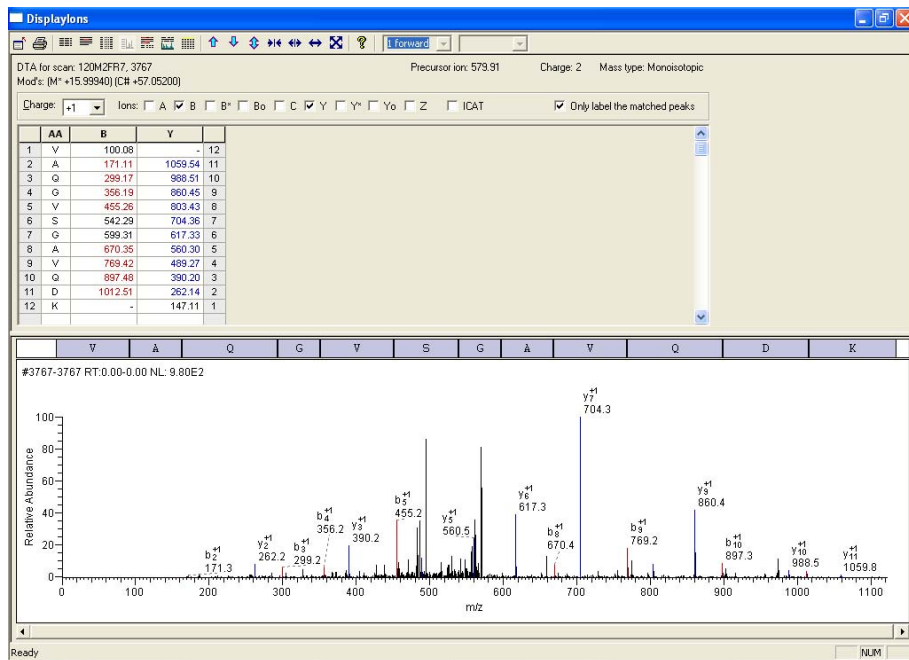 DisplayIons
1 forward
DTA for scan: 120M2FR7, 3767 Precursor ion: 579.91 Charge: 2 Mass type: Monoisotopic
Mod's: (M* +15.99940) (C# +57.05200)
Charge: +1 Ions: A B B* Bo C Y Y* Yo Z ICAT Only label the matched peaks
AA B Y
1 V 100.08 - 12
2 A 171.11 1059.54 11
3 Q 299.17 988.51 10
4 G 356.19 860.45 9
5 V 455.26 803.43 8
6 S 542.29 704.36 7
7 G 599.31 617.33 6
8 A 670.35 560.30 5
9 V 769.42 489.27 4
10 Q 897.48 390.20 3
11 D 1012.51 262.14 2
12 K - 147.11 1
V A Q G V S G A V Q D K
#3767-3767 RT:0.00-0.00 NL: 9.80E2
Relative Abundance
100
80
60
40
20
0
y7+1
704.3
b5+1
455.2
y6+1
617.3
y9+1
860.4
b4+1
356.2
y3+1
390.2
y5+1
560.5
b2+1
171.3
y2+1
262.2
b3+1
299.2
b8+1
670.4
b9+1
769.2
b10+1
897.3
y10+1
988.5
y11+1
1059.8
0 100 200 300 400 500 600 700 800 900 1000 1100
m/z
Ready NUM